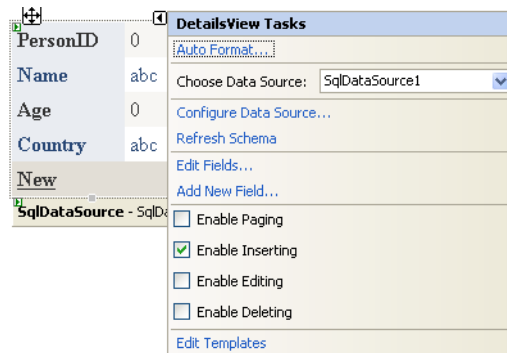 PersonID 0
Name abc
Age 0
Country abc
New
SqlDataSource - SqlDa
DetailsView Tasks
Auto Format...
Choose Data Source: SqlDataSource1
Configure Data Source...
Refresh Schema
Edit Fields...
Add New Field...
Enable Paging
Enable Inserting
Enable Editing
Enable Deleting
Edit Templates